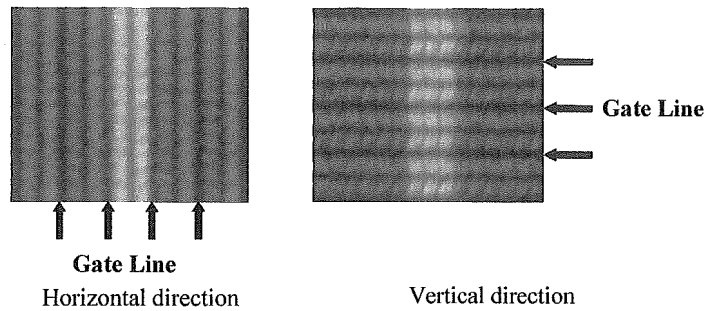 Gate Line
Horizontal direction
Gate Line
Vertical direction